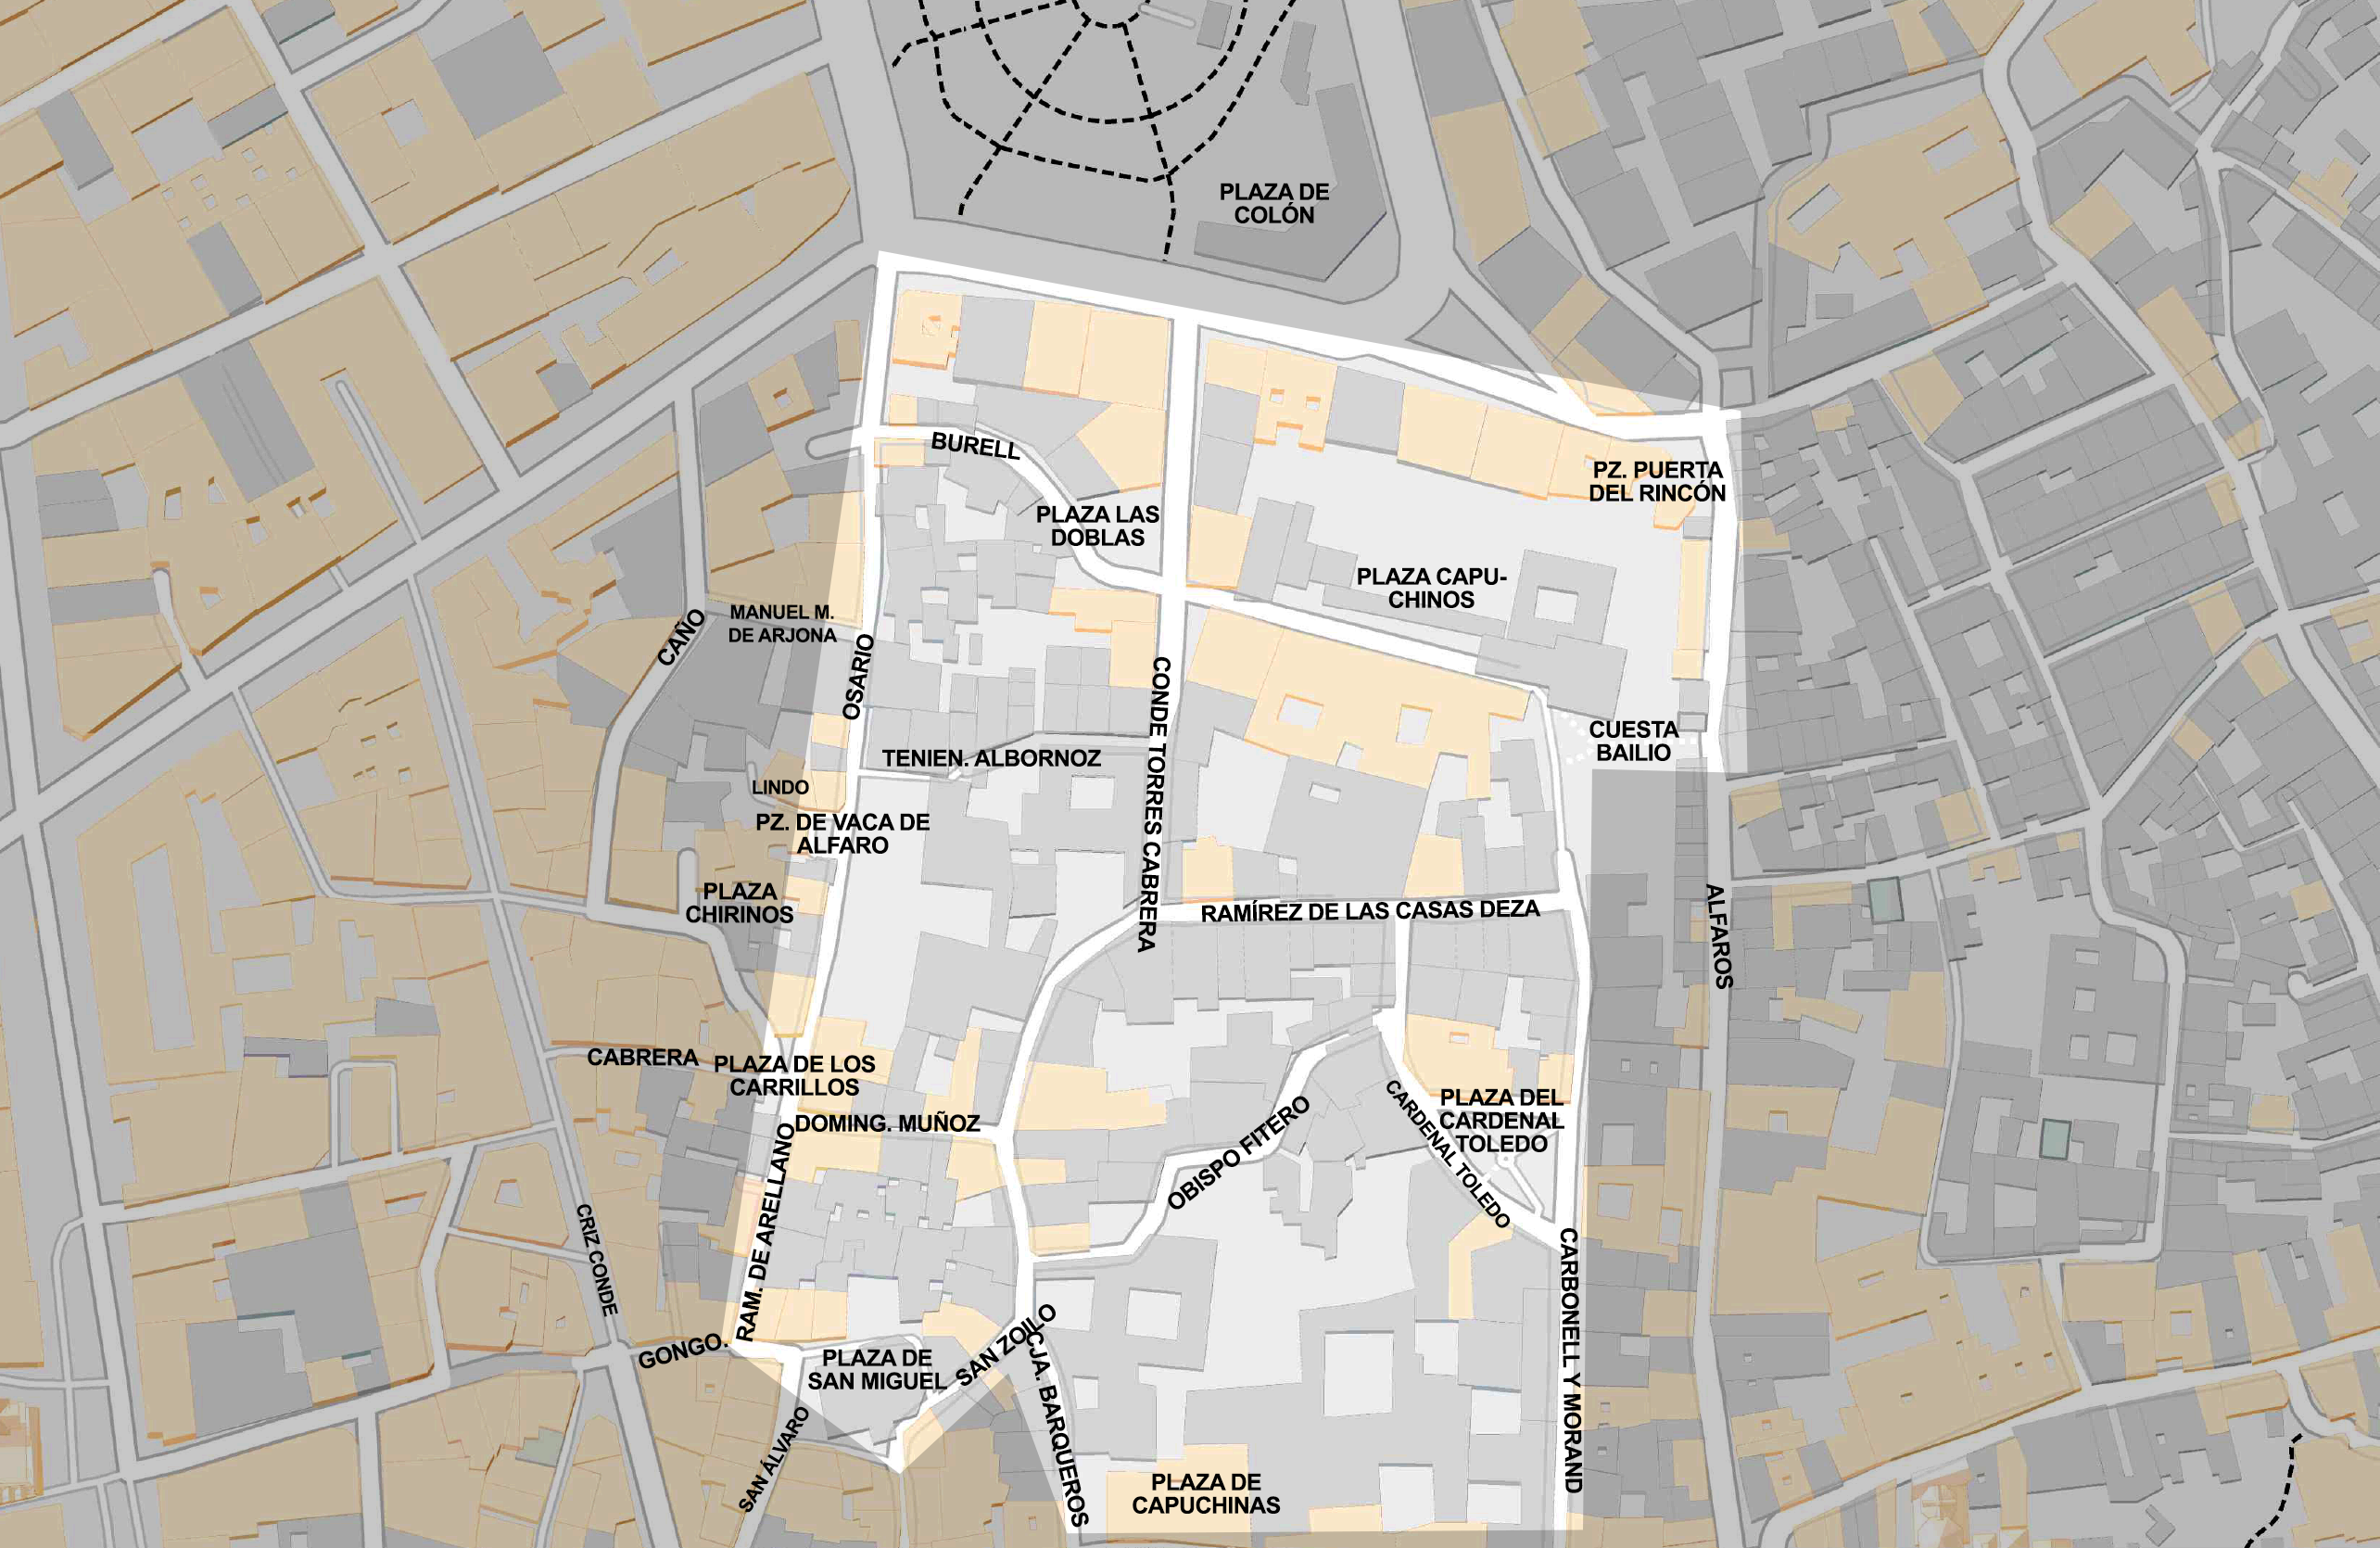 PLAZA DE
COLÓN
BURELL
PZ. PUERTA
DEL RINCÓN
PLAZA LAS
DOBLAS
PLAZA CAPU-
CHINOS
MANUEL M.
DE ARJONA
CAÑO
OSARIO
CONDE TORRES CABRERA
CUESTA
BAILIO
TENIEN. ALBORNOZ
LINDO
PZ. DE VACA DE
ALFARO
PLAZA
CHIRINOS
RAMÍREZ DE LAS CASAS DEZA
ALFAROS
CABRERA
PLAZA DE LOS
CARRILLOS
DOMING. MUÑOZ
PLAZA DEL
CARDENAL
TOLEDO
CARDENAL TOLEDO
OBISPO FITERO
RAM. DE ARELLANO
CRIZ CONDE
CARBONELL Y MORAND
GONGO.
PLAZA DE
SAN MIGUEL
SAN ZOILO
CJA. BARQUEROS
SAN ÁLVARO
PLAZA DE
CAPUCHINAS